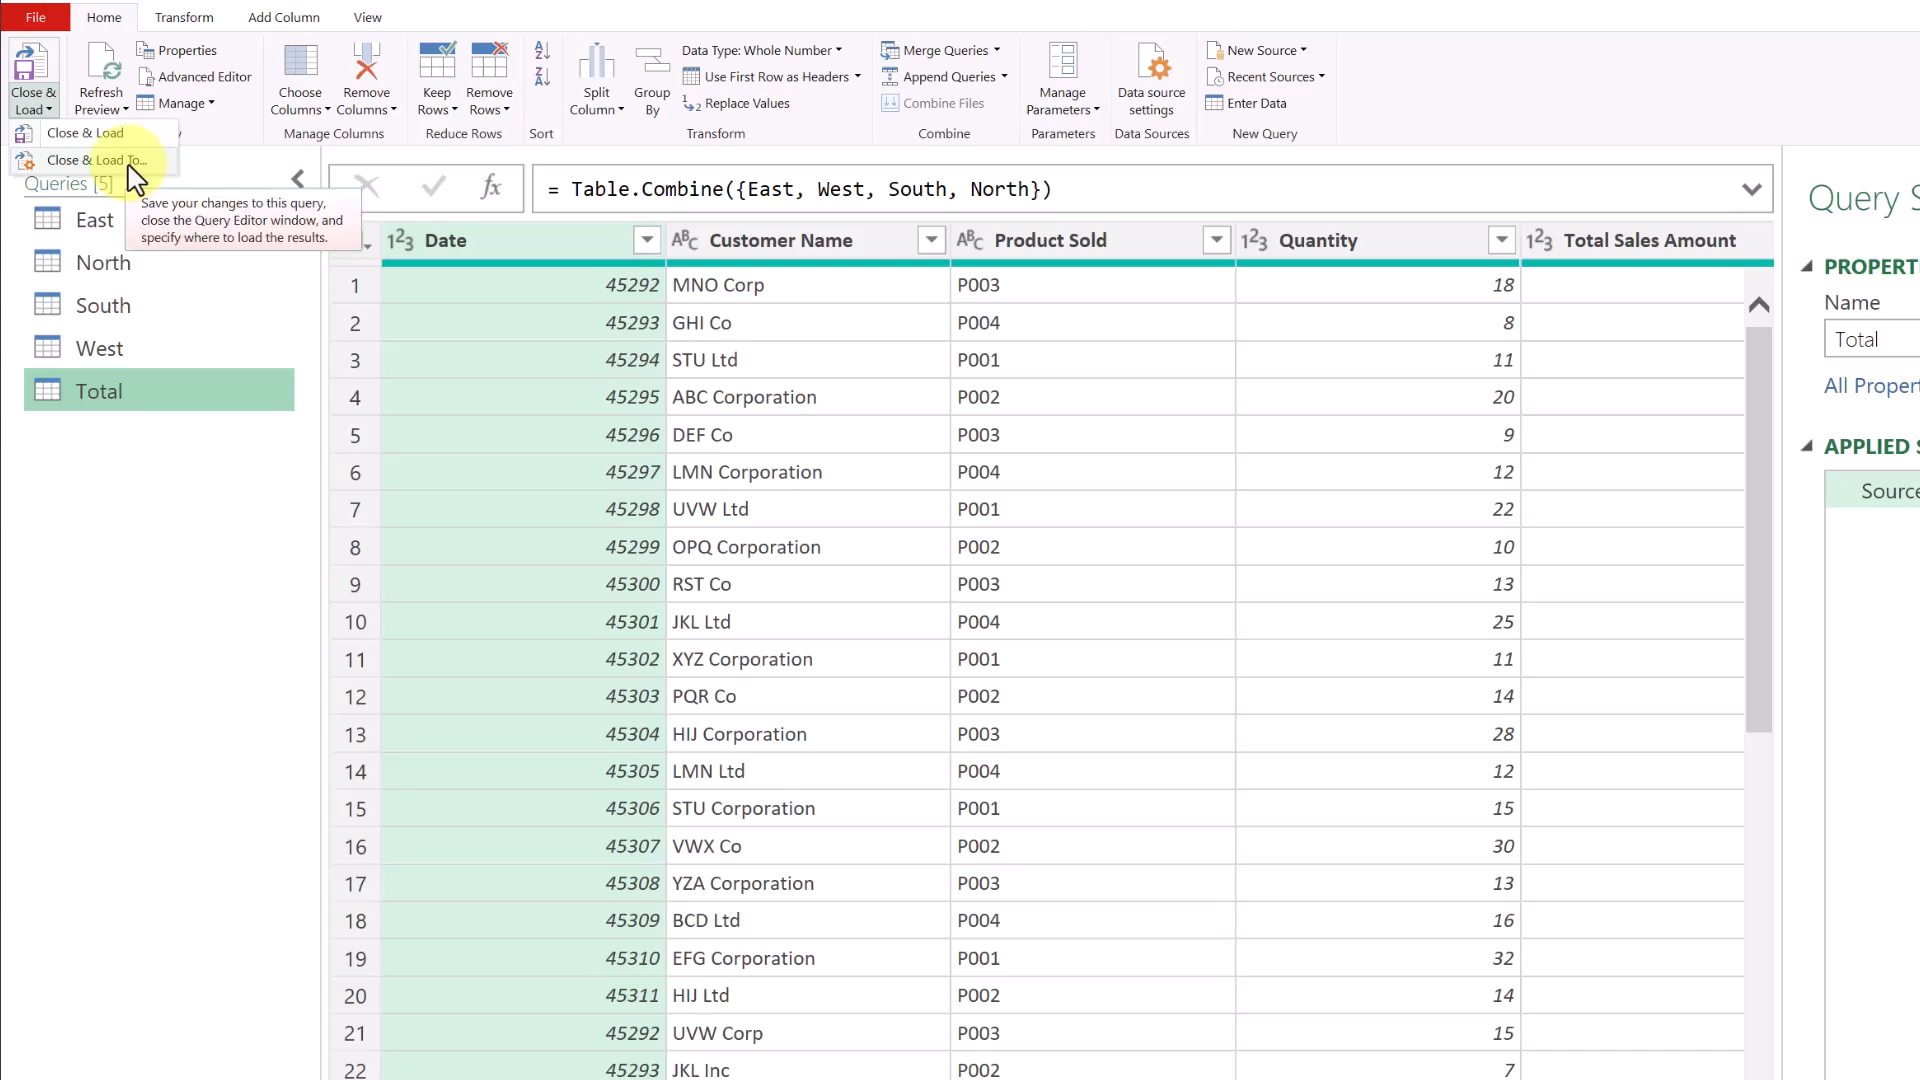 File Home Transform Add Column View
Close & Load
Refresh Preview
Properties
Advanced Editor
Manage
Choose Columns
Remove Columns
Manage Columns
Keep Rows
Remove Rows
Reduce Rows
Sort
Split Column
Group By
Data Type: Whole Number
Use First Row as Headers
Replace Values
Transform
Merge Queries
Append Queries
Combine Files
Combine
Manage Parameters
Parameters
Data source settings
Data Sources
New Source
Recent Sources
Enter Data
New Query
Close & Load
Close & Load To...
Save your changes to this query,
close the Query Editor window, and
specify where to load the results.
Queries [5]
East
North
South
West
Total
fx = Table.Combine({East, West, South, North})
Date Customer Name Product Sold Quantity Total Sales Amount
1 45292 MNO Corp P003 18
2 45293 GHI Co P004 8
3 45294 STU Ltd P001 11
4 45295 ABC Corporation P002 20
5 45296 DEF Co P003 9
6 45297 LMN Corporation P004 12
7 45298 UVW Ltd P001 22
8 45299 OPQ Corporation P002 10
9 45300 RST Co P003 13
10 45301 JKL Ltd P004 25
11 45302 XYZ Corporation P001 11
12 45303 PQR Co P002 14
13 45304 HIJ Corporation P003 28
14 45305 LMN Ltd P004 12
15 45306 STU Corporation P001 15
16 45307 VWX Co P002 30
17 45308 YZA Corporation P003 13
18 45309 BCD Ltd P004 16
19 45310 EFG Corporation P001 32
20 45311 HIJ Ltd P002 14
21 45292 UVW Corp P003 15
22 45293 JKL Inc P002 7
Query S
PROPERT
Name
Total
All Propert
APPLIED S
Source